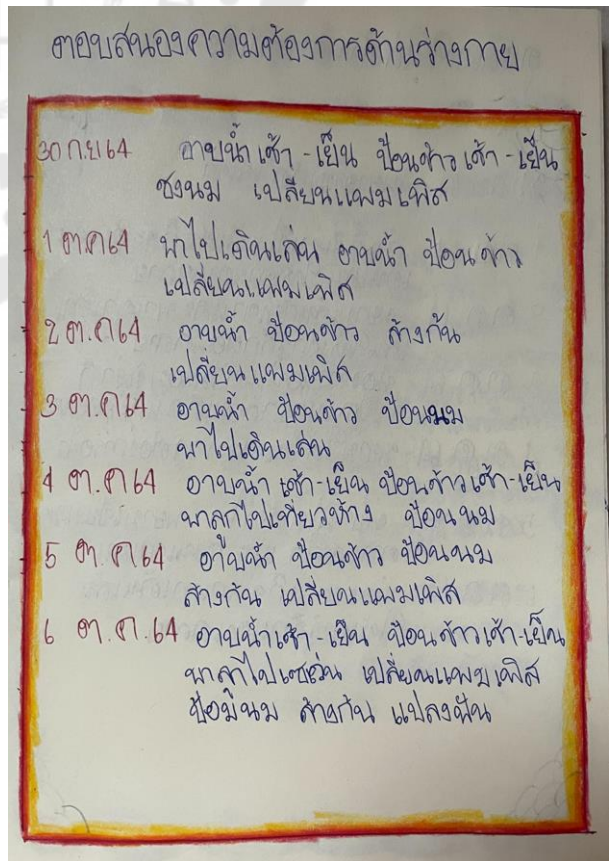 ตอบสนองความต้องการด้านร่างกาย
30 ก.ย 64 อาบน้ำ เช้า - เย็น ป้อนข้าว เช้า - เย็น
ชงนม เปลี่ยนแพมเพิส
1 ต.ค 64 พาไปเดินเล่น อาบน้ำ ป้อนข้าว
เปลี่ยนแพมเพิส
2 ต.ค 64 อาบน้ำ ป้อนข้าว ล้างก้น
เปลี่ยนแพมเพิส
3 ต.ค 64 อาบน้ำ ป้อนข้าว ป้อนนม
พาไปเดินเล่น
4 ต.ค 64 อาบน้ำ เช้า-เย็น ป้อนข้าว เช้า-เย็น
พาลูกไปเที่ยวห้าง ป้อนนม
5 ต.ค 64 อาบน้ำ ป้อนข้าว ป้อนนม
ล้างก้น เปลี่ยนแพมเพิส
6 ต.ค. 64 อาบน้ำเช้า - เย็น ป้อนข้าวเช้า-เย็น
เปลี่ยนแพมเพิส
ป้อนนม ล้างก้น แปลงฟัน